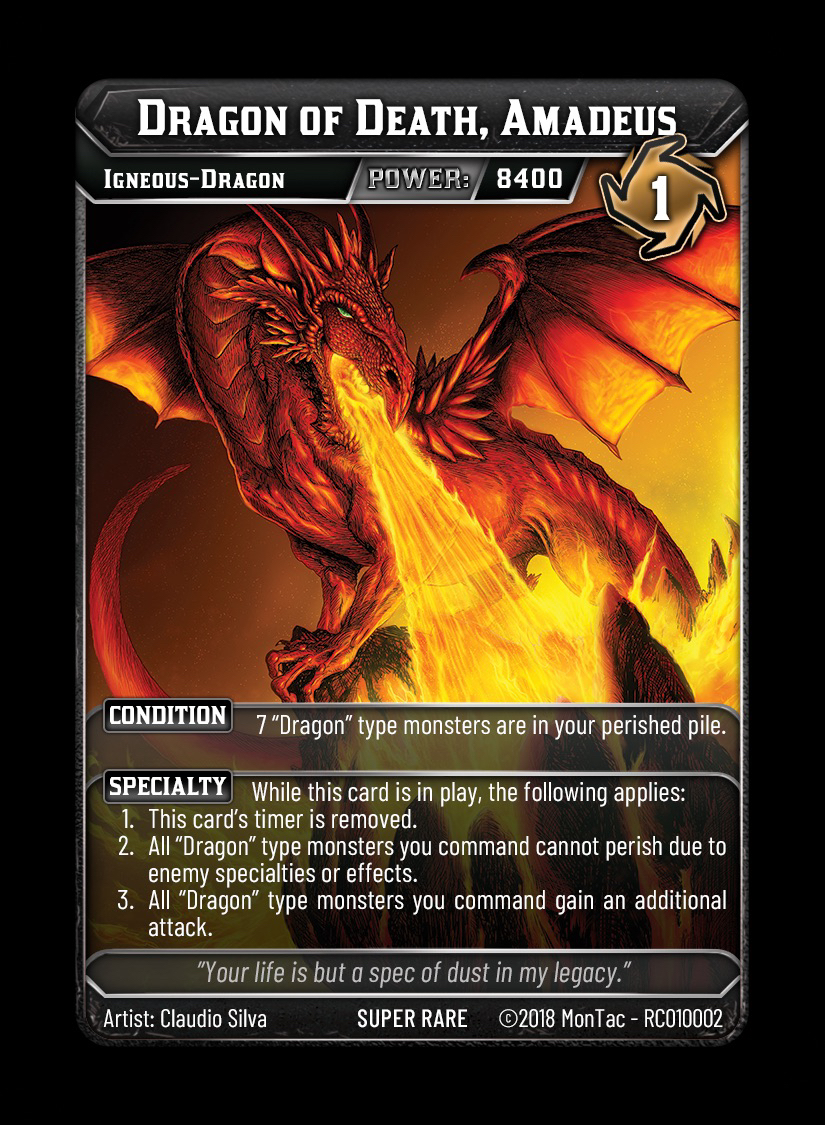 Dragon of Death, Amadeus
Igneous-Dragon POWER: 8400
1
CONDITION 7 “Dragon” type monsters are in your perished pile.
SPECIALTY While this card is in play, the following applies:
1. This card's timer is removed.
2. All “Dragon” type monsters you command cannot perish due to
enemy specialties or effects.
3. All “Dragon” type monsters you command gain an additional
attack.
“Your life is but a spec of dust in my legacy.”
Artist: Claudio Silva SUPER RARE ©2018 MonTac - RC010002